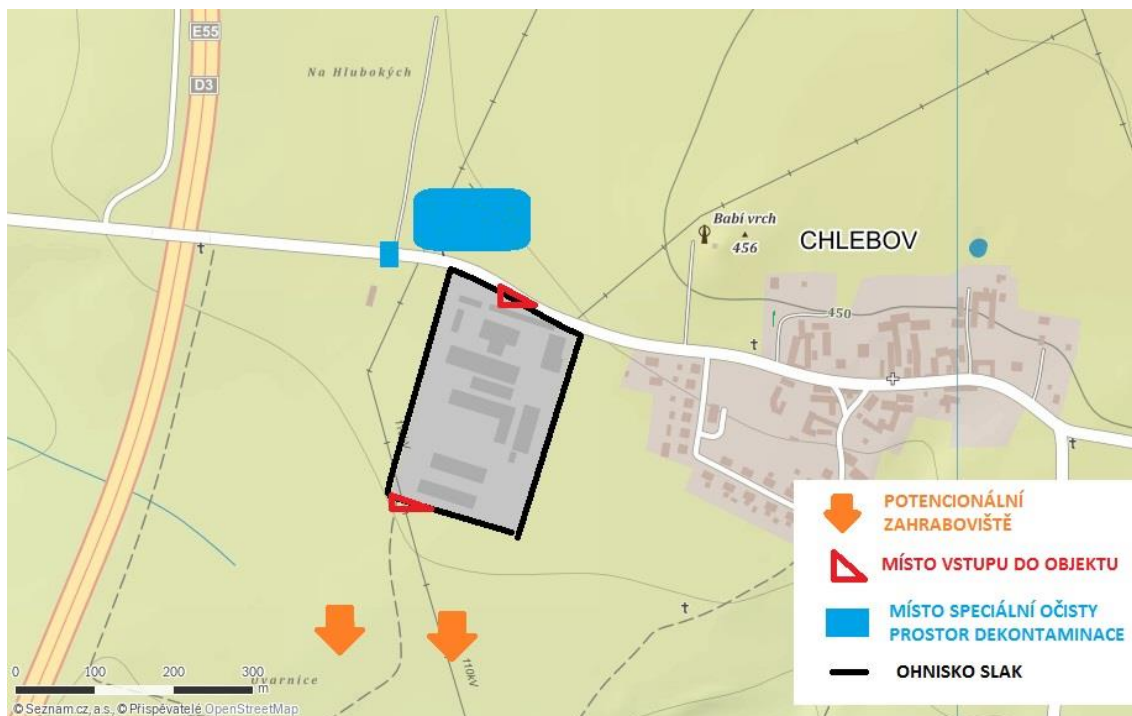 E55
D3
Na Hlubokých
Babí vrch
456
CHLEBOV
450
110kV
110kV
Úvarnice
0 100 200 300
m
© Seznam.cz, a.s., © Přispěvatelé OpenStreetMap
POTENCIONÁLNÍ
ZAHRABOVIŠTĚ
MÍSTO VSTUPU DO OBJEKTU
MÍSTO SPECIÁLNÍ OČISTY
PROSTOR DEKONTAMINACE
OHNISKO SLAK